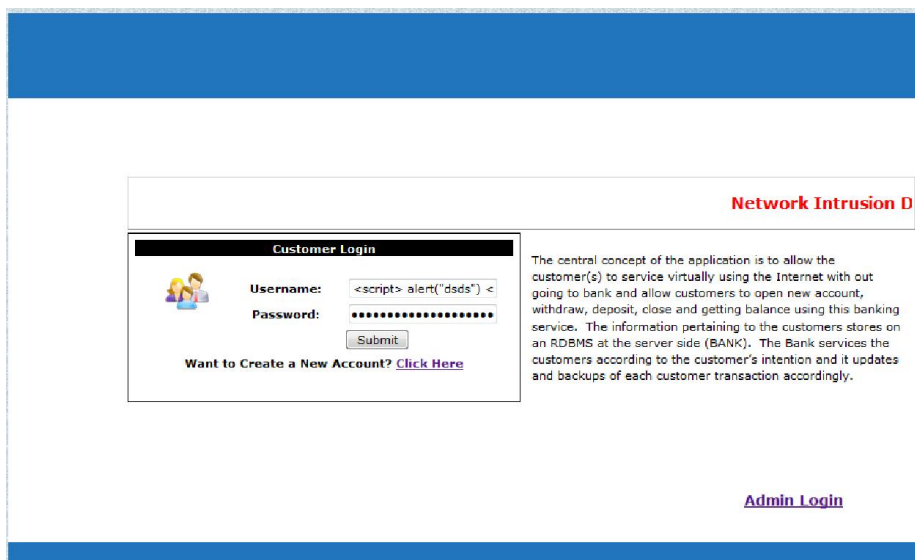 Network Intrusion D
Customer Login
Username: <script> alert("dsds") <
Password:
Submit
Want to Create a New Account? Click Here
The central concept of the application is to allow the
customer(s) to service virtually using the Internet with out
going to bank and allow customers to open new account,
withdraw, deposit, close and getting balance using this banking
service. The information pertaining to the customers stores on
an RDBMS at the server side (BANK). The Bank services the
customers according to the customer's intention and it updates
and backups of each customer transaction accordingly.
Admin Login